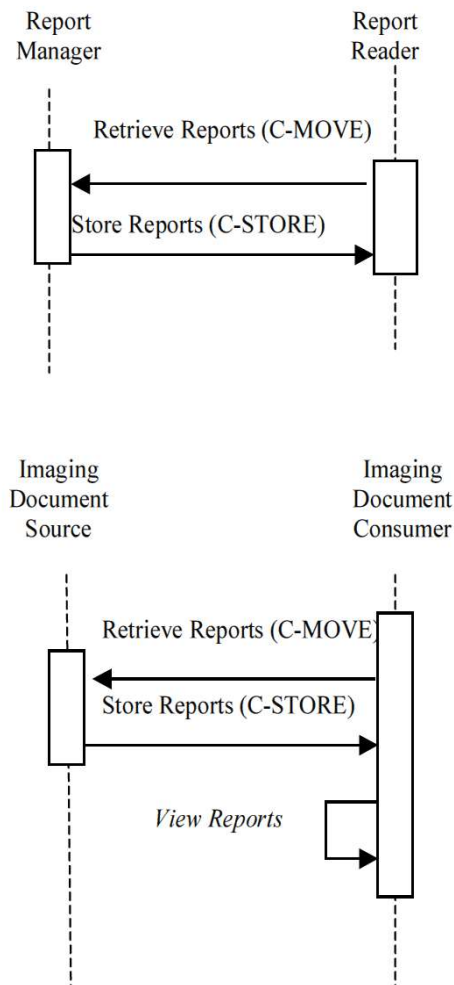 Report
Manager
Report
Reader
Retrieve Reports (C-MOVE)
Store Reports (C-STORE)
Imaging
Document
Source
Imaging
Document
Consumer
Retrieve Reports (C-MOVE)
Store Reports (C-STORE)
View Reports